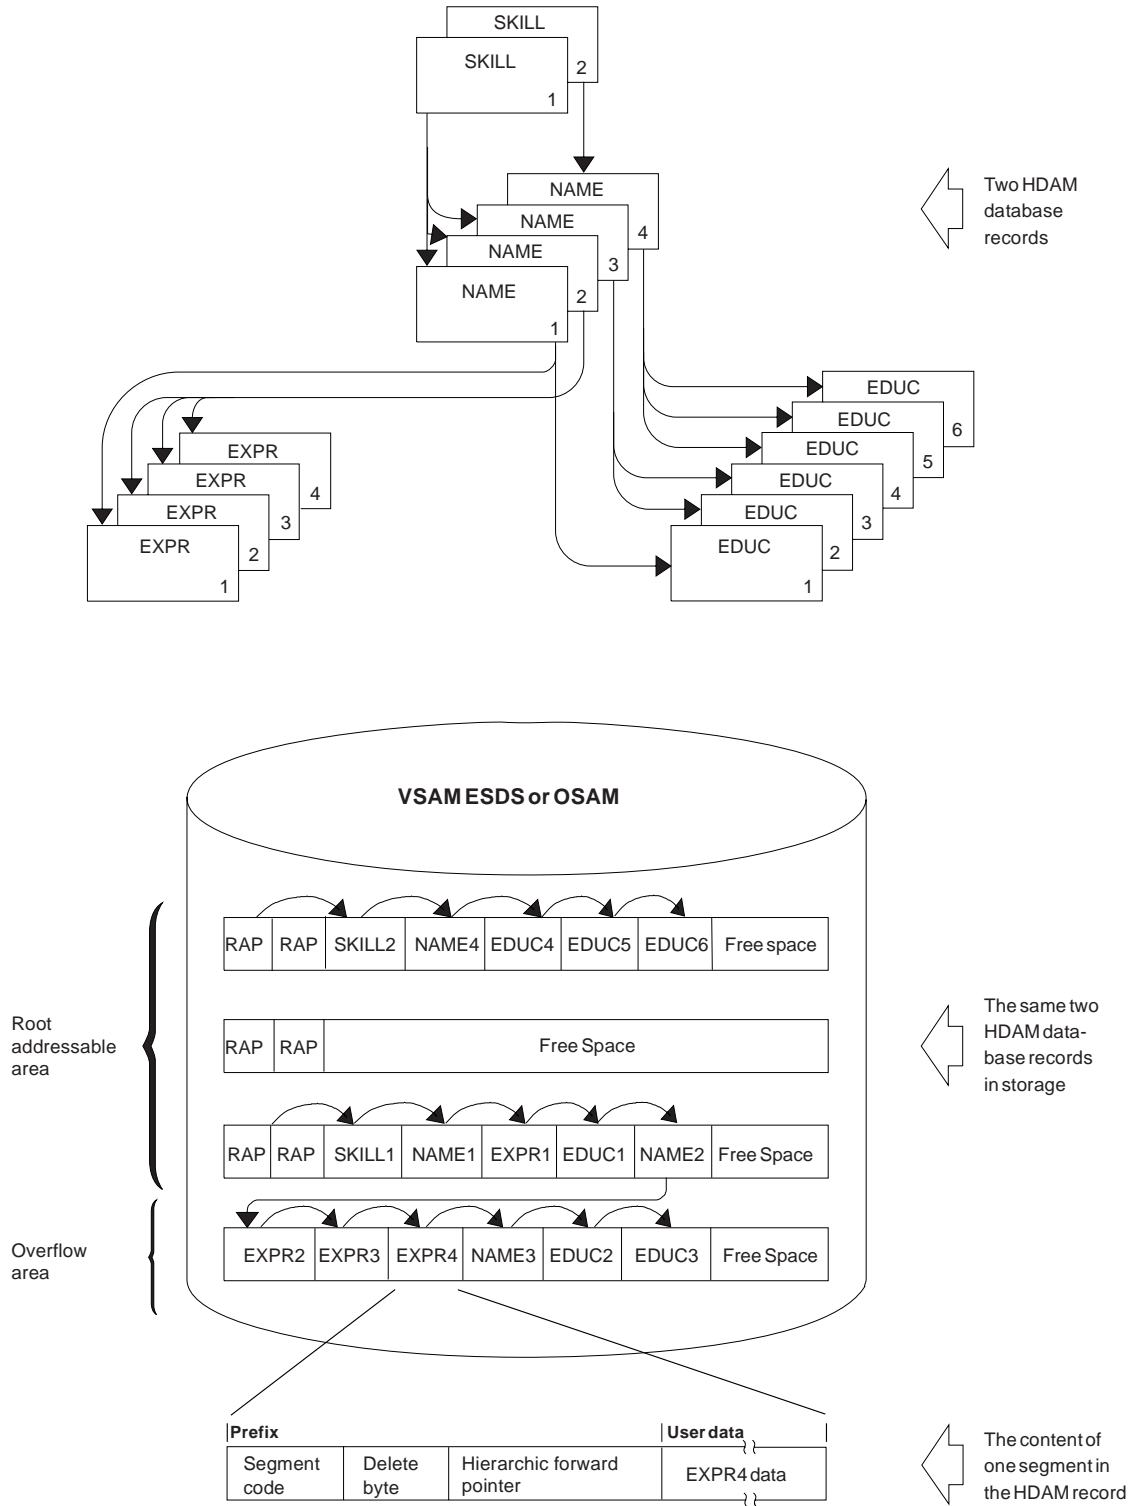 SKILL
SKILL
2
1
NAME
NAME
4
NAME
3
NAME
2
1
Two HDAM
database
records
EDUC
6
EDUC
5
EDUC
4
EDUC
3
EDUC
2
EDUC
1
EXPR
4
EXPR
3
EXPR
2
EXPR
1
VSAM ESDS or OSAM
RAP RAP SKILL2 NAME4 EDUC4 EDUC5 EDUC6 Free space
Root
addressable
area
RAP RAP Free Space
The same two
HDAM data-
base records
in storage
RAP RAP SKILL1 NAME1 EXPR1 EDUC1 NAME2 Free Space
Overflow
area
EXPR2 EXPR3 EXPR4 NAME3 EDUC2 EDUC3 Free Space
Prefix User data
Segment
code
Delete
byte
Hierarchic forward
pointer
EXPR4 data
The content of
one segment in
the HDAM record